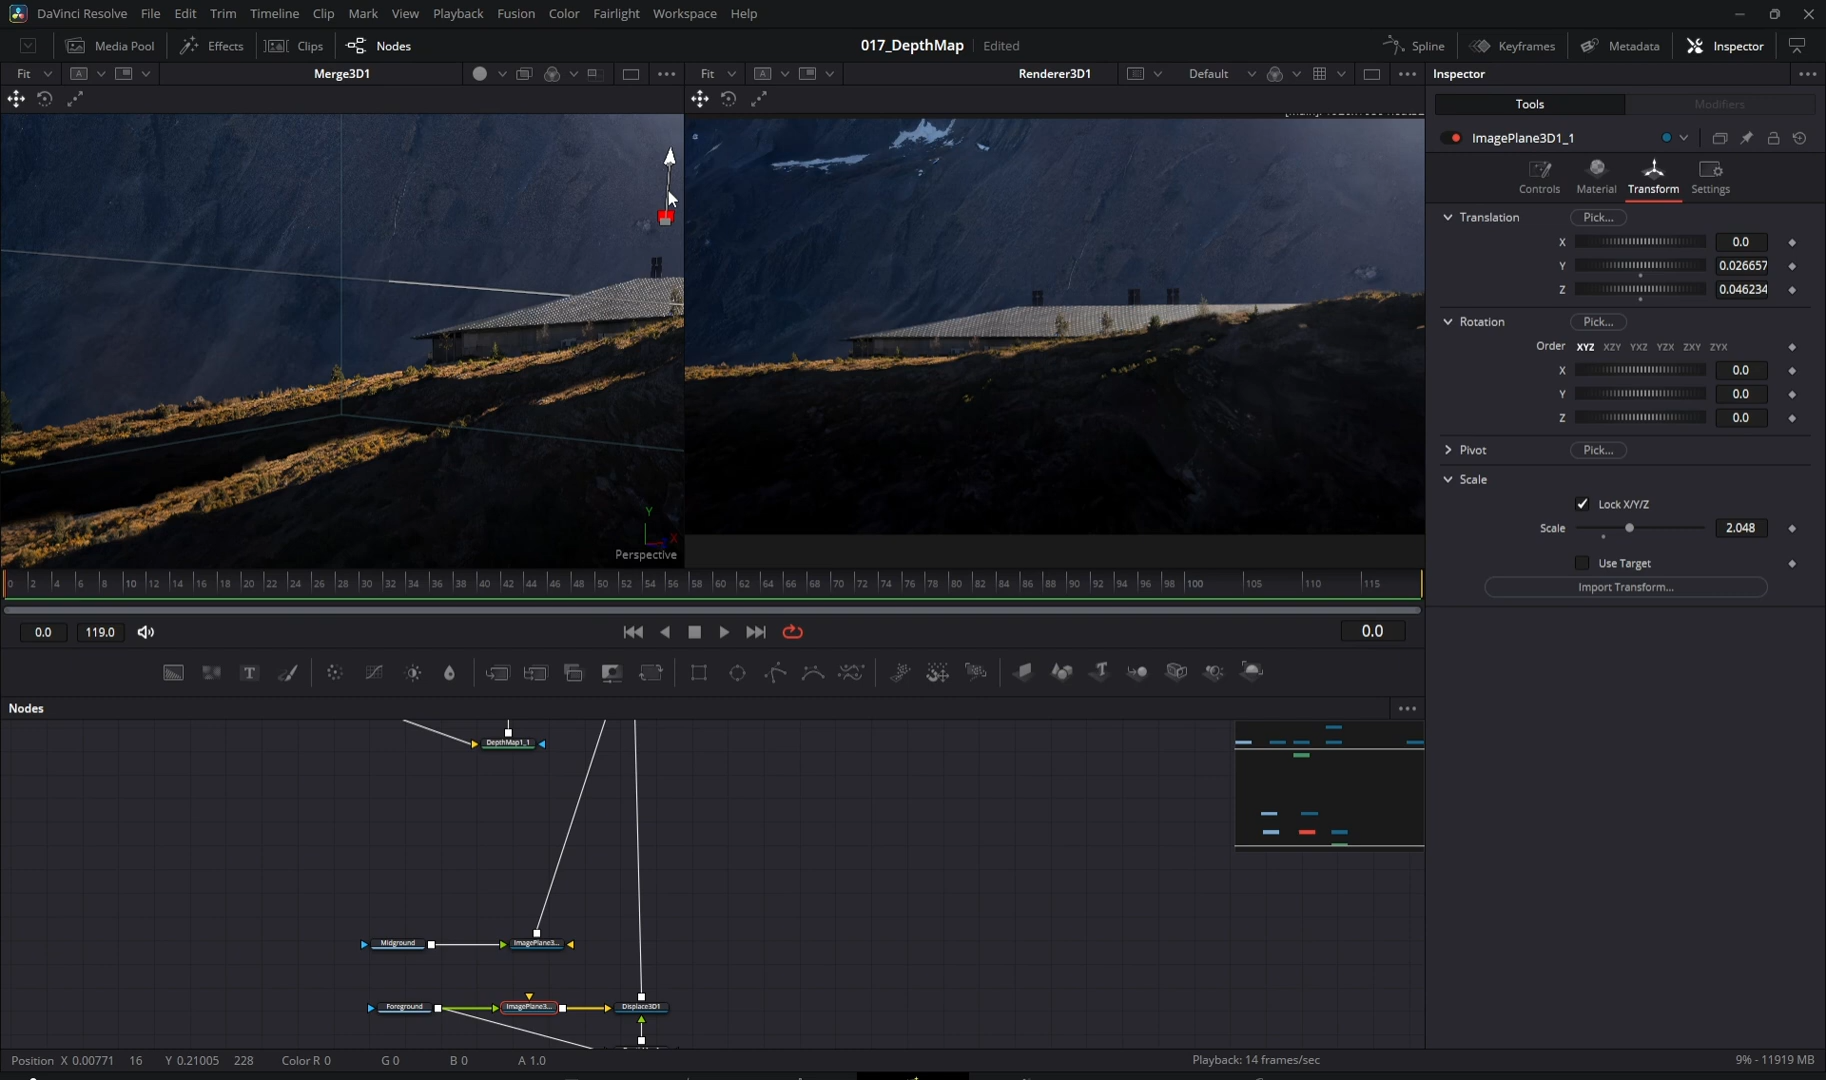 DaVinci Resolve File Edit Trim Timeline Clip Mark View Playback Fusion Color Fairlight Workspace Help
Media Pool Effects Clips Nodes 017_DepthMap Edited Spline Keyframes Metadata Inspector
Fit A Merge3D1 Fit A Renderer3D1 Default Inspector
Tools Modifiers
ImagePlane3D1_1
Controls Material Transform Settings
Translation Pick...
X 0.0
Y 0.026657
Z 0.046234
Rotation Pick...
Order XYZ XZY YXZ YZX ZXY ZYX
X 0.0
Y 0.0
Z 0.0
Pivot Pick...
Scale
Lock X/Y/Z
Scale 2.048
Use Target
Import Transform...
Y
X
Perspective
0 2 4 6 8 10 12 14 16 18 20 22 24 26 28 30 32 34 36 38 40 42 44 46 48 50 52 54 56 58 60 62 64 66 68 70 72 74 76 78 80 82 84 86 88 90 92 94 96 98 100 105 110 115
0.0 119.0 0.0
Nodes
DepthMap1_1
Midground ImagePlane3...
Foreground ImagePlane3... Displace3D1
Position X 0.00771 16 Y 0.21005 228 Color R 0 G 0 B 0 A 1.0 Playback: 14 frames/sec 9% - 11919 MB